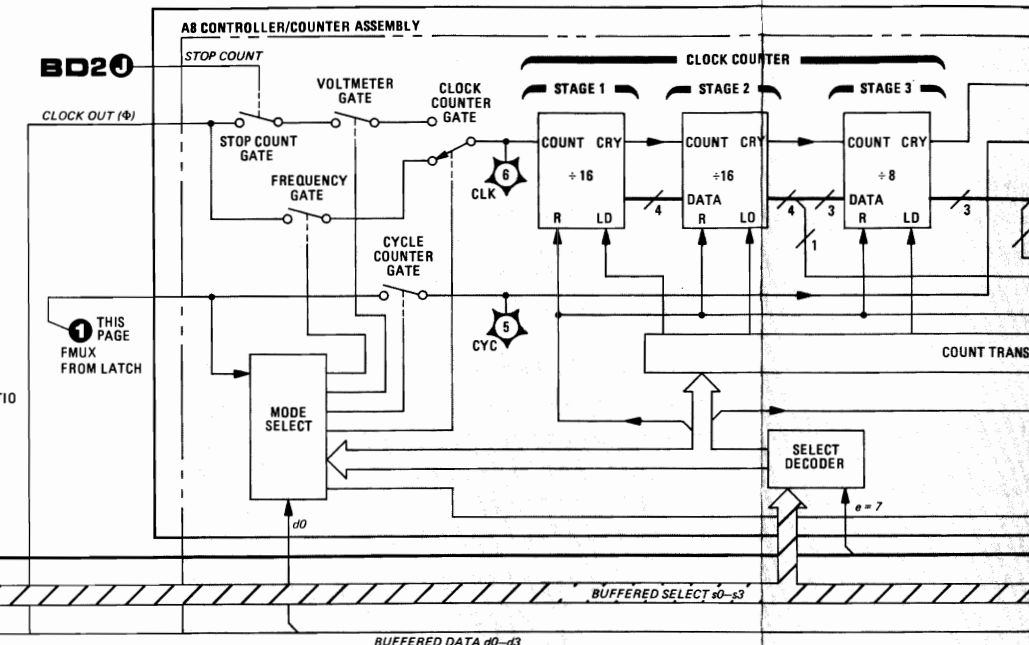 A8 CONTROLLER/COUNTER ASSEMBLY
BD2 J
STOP COUNT
CLOCK OUT (Φ)
STOP COUNT
GATE
VOLTMETER
GATE
CLOCK
COUNTER
GATE
FREQUENCY
GATE
CYCLE
COUNTER
GATE
CLOCK COUNTER
STAGE 1
STAGE 2
STAGE 3
COUNT CRY
÷16
R LD
COUNT CRY
÷16
DATA
R LD
COUNT CRY
÷8
DATA
R LD
4
4
3
1
3
6
CLK
5
CYC
1
THIS
PAGE
FMUX
FROM LATCH
TIO
MODE
SELECT
d0
COUNT TRANS
SELECT
DECODER
e = 7
BUFFERED SELECT s0–s3
BUFFERED DATA d0–d3